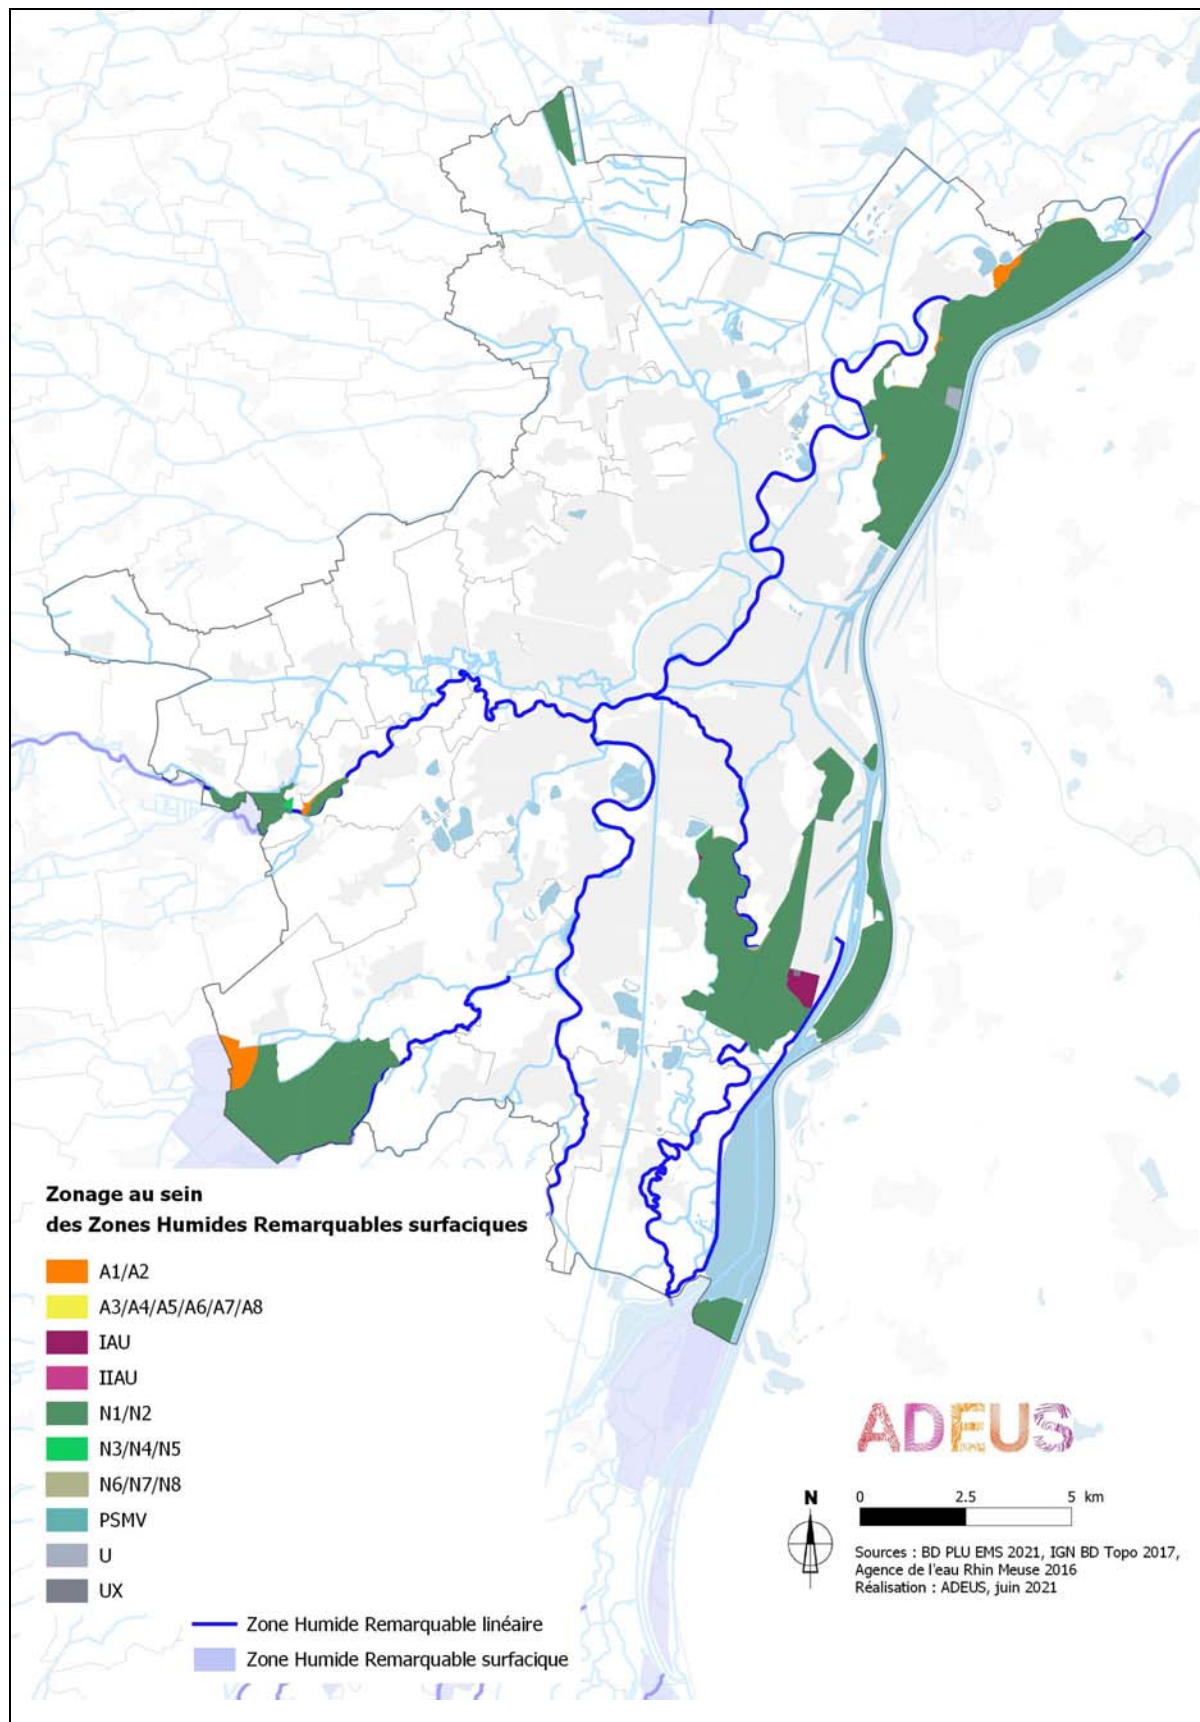 Zonage au sein
des Zones Humides Remarquables surfaciques
A1/A2
A3/A4/A5/A6/A7/A8
IAU
IIAU
N1/N2
N3/N4/N5
N6/N7/N8
PSMV
U
UX
Zone Humide Remarquable linéaire
Zone Humide Remarquable surfacique
ADEUS
N
0 2.5 5 km
Sources : BD PLU EMS 2021, IGN BD Topo 2017,
Agence de l'eau Rhin Meuse 2016
Réalisation : ADEUS, juin 2021